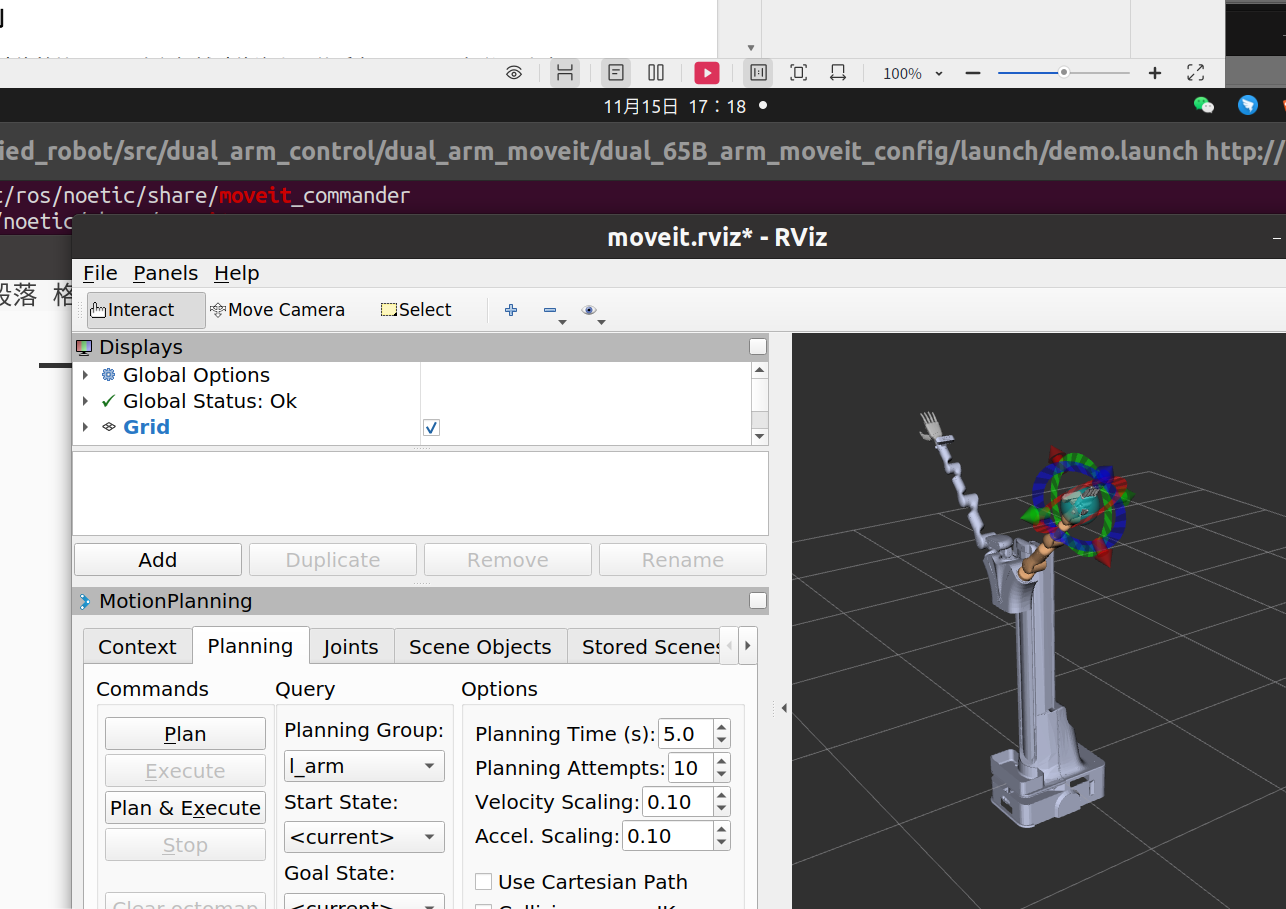 100%
11月15日 17：18
ied_robot/src/dual_arm_control/dual_arm_moveit/dual_65B_arm_moveit_config/launch/demo.launch http://
/ros/noetic/share/moveit_commander
/noetic
moveit.rviz* - RViz
File Panels Help
段落 格
Interact Move Camera Select
Displays
Global Options
Global Status: Ok
Grid
Add Duplicate Remove Rename
MotionPlanning
Context Planning Joints Scene Objects Stored Scenes
Commands Query Options
Plan Planning Group: Planning Time (s): 5.0
Execute l_arm Planning Attempts: 10
Plan & Execute Start State: Velocity Scaling: 0.10
Stop <current> Accel. Scaling: 0.10
Goal State: Use Cartesian Path
Clear octomap <current>